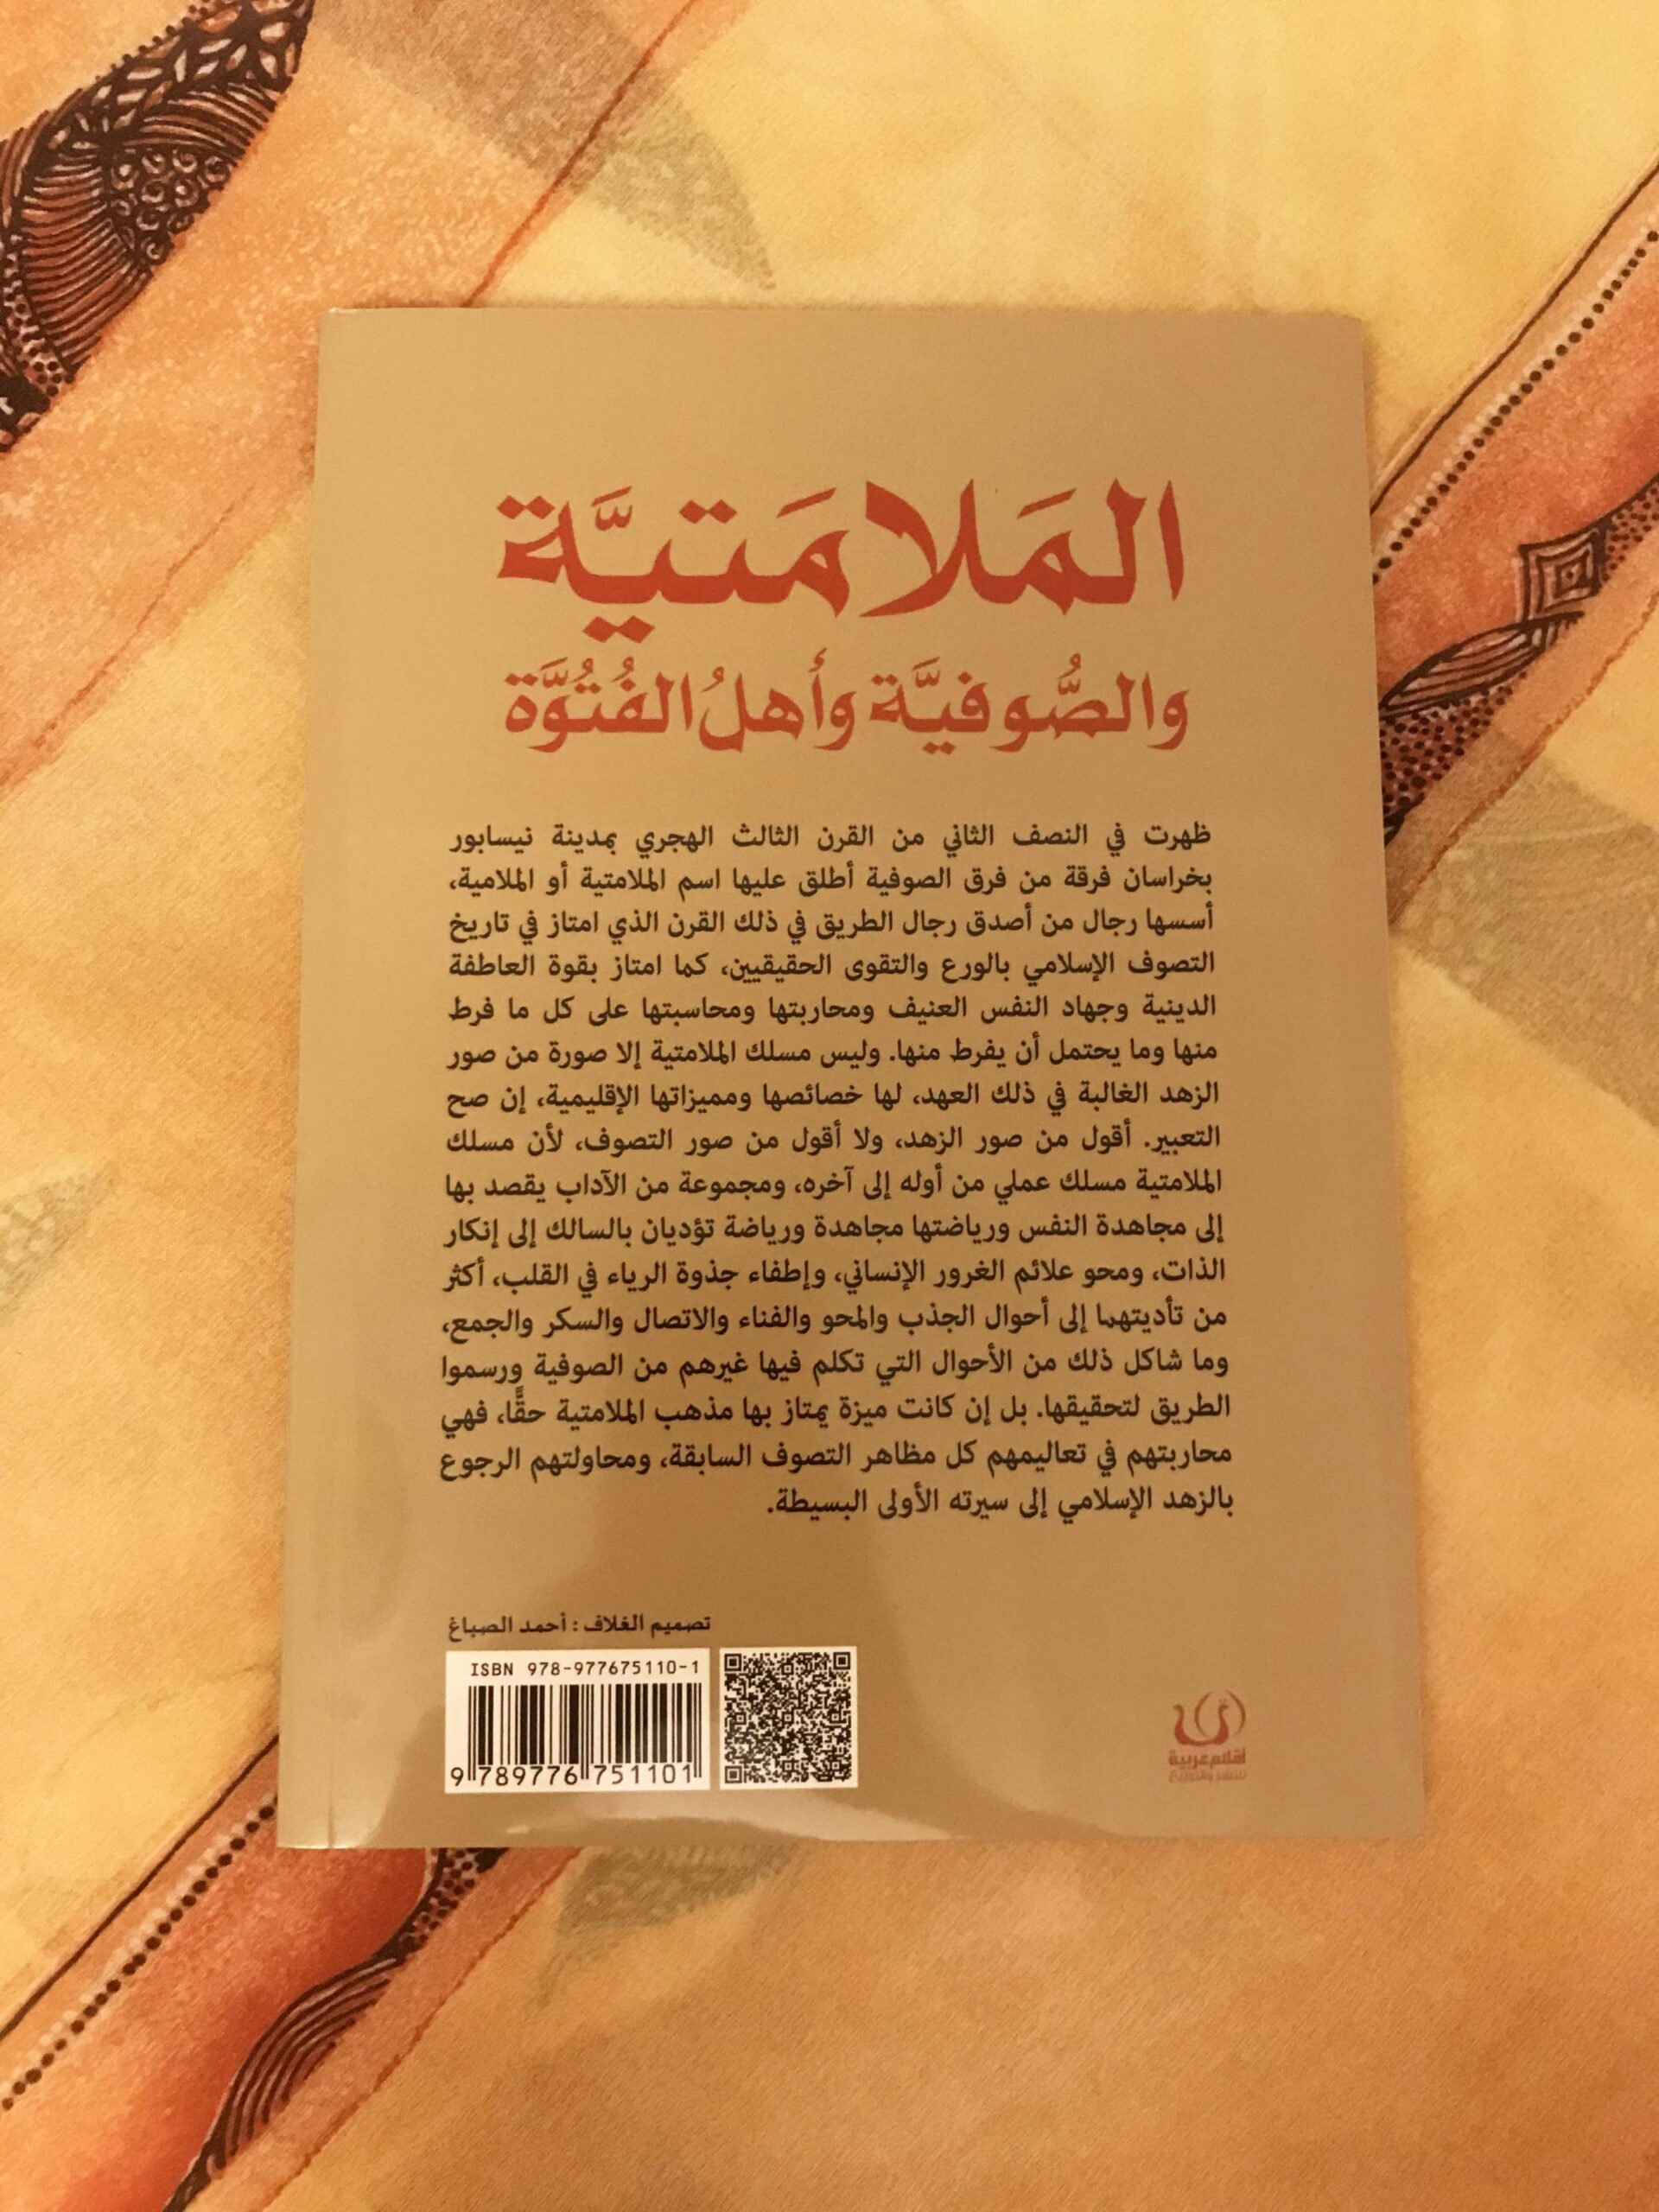 المَلامَتيَّة
والصُّوفيَّة وأهلُ الفُتُوَّة
ظهرت في النصف الثاني من القرن الثالث الهجري بمدينة نيسابور
بخراسان فرقة من فرق الصوفية أطلق عليها اسم الملامتية أو الملامية،
أسسها رجال من أصدق رجال الطريق في ذلك القرن الذي امتاز في تاريخ
التصوف الإسلامي بالورع والتقوى الحقيقيين، كما امتاز بقوة العاطفة
الدينية وجهاد النفس العنيف ومحاربتها ومحاسبتها على كل ما فرط
منها وما يحتمل أن يفرط منها. وليس مسلك الملامتية إلا صورة من صور
الزهد الغالبة في ذلك العهد، لها خصائصها ومميزاتها الإقليمية، إن صح
التعبير. أقول من صور الزهد، ولا أقول من صور التصوف، لأن مسلك
الملامتية مسلك عملي من أوله إلى آخره، ومجموعة من الآداب يقصد بها
إلى مجاهدة النفس ورياضتها مجاهدة ورياضة تؤديان بالسالك إلى إنكار
الذات، ومحو علائم الغرور الإنساني، وإطفاء جذوة الرياء في القلب، أكثر
من تأديتهما إلى أحوال الجذب والمحو والفناء والاتصال والسكر والجمع،
وما شاكل ذلك من الأحوال التي تكلم فيها غيرهم من الصوفية ورسموا
الطريق لتحقيقها. بل إن كانت ميزة يمتاز بها مذهب الملامتية حقًّا، فهي
محاربتهم في تعاليمهم كل مظاهر التصوف السابقة، ومحاولتهم الرجوع
بالزهد الإسلامي إلى سيرته الأولى البسيطة.
تصميم الغلاف : أحمد الصباغ
ISBN 978-977675110-1
9 789776 751101
أقلام عربية
للنشر والتوزيع